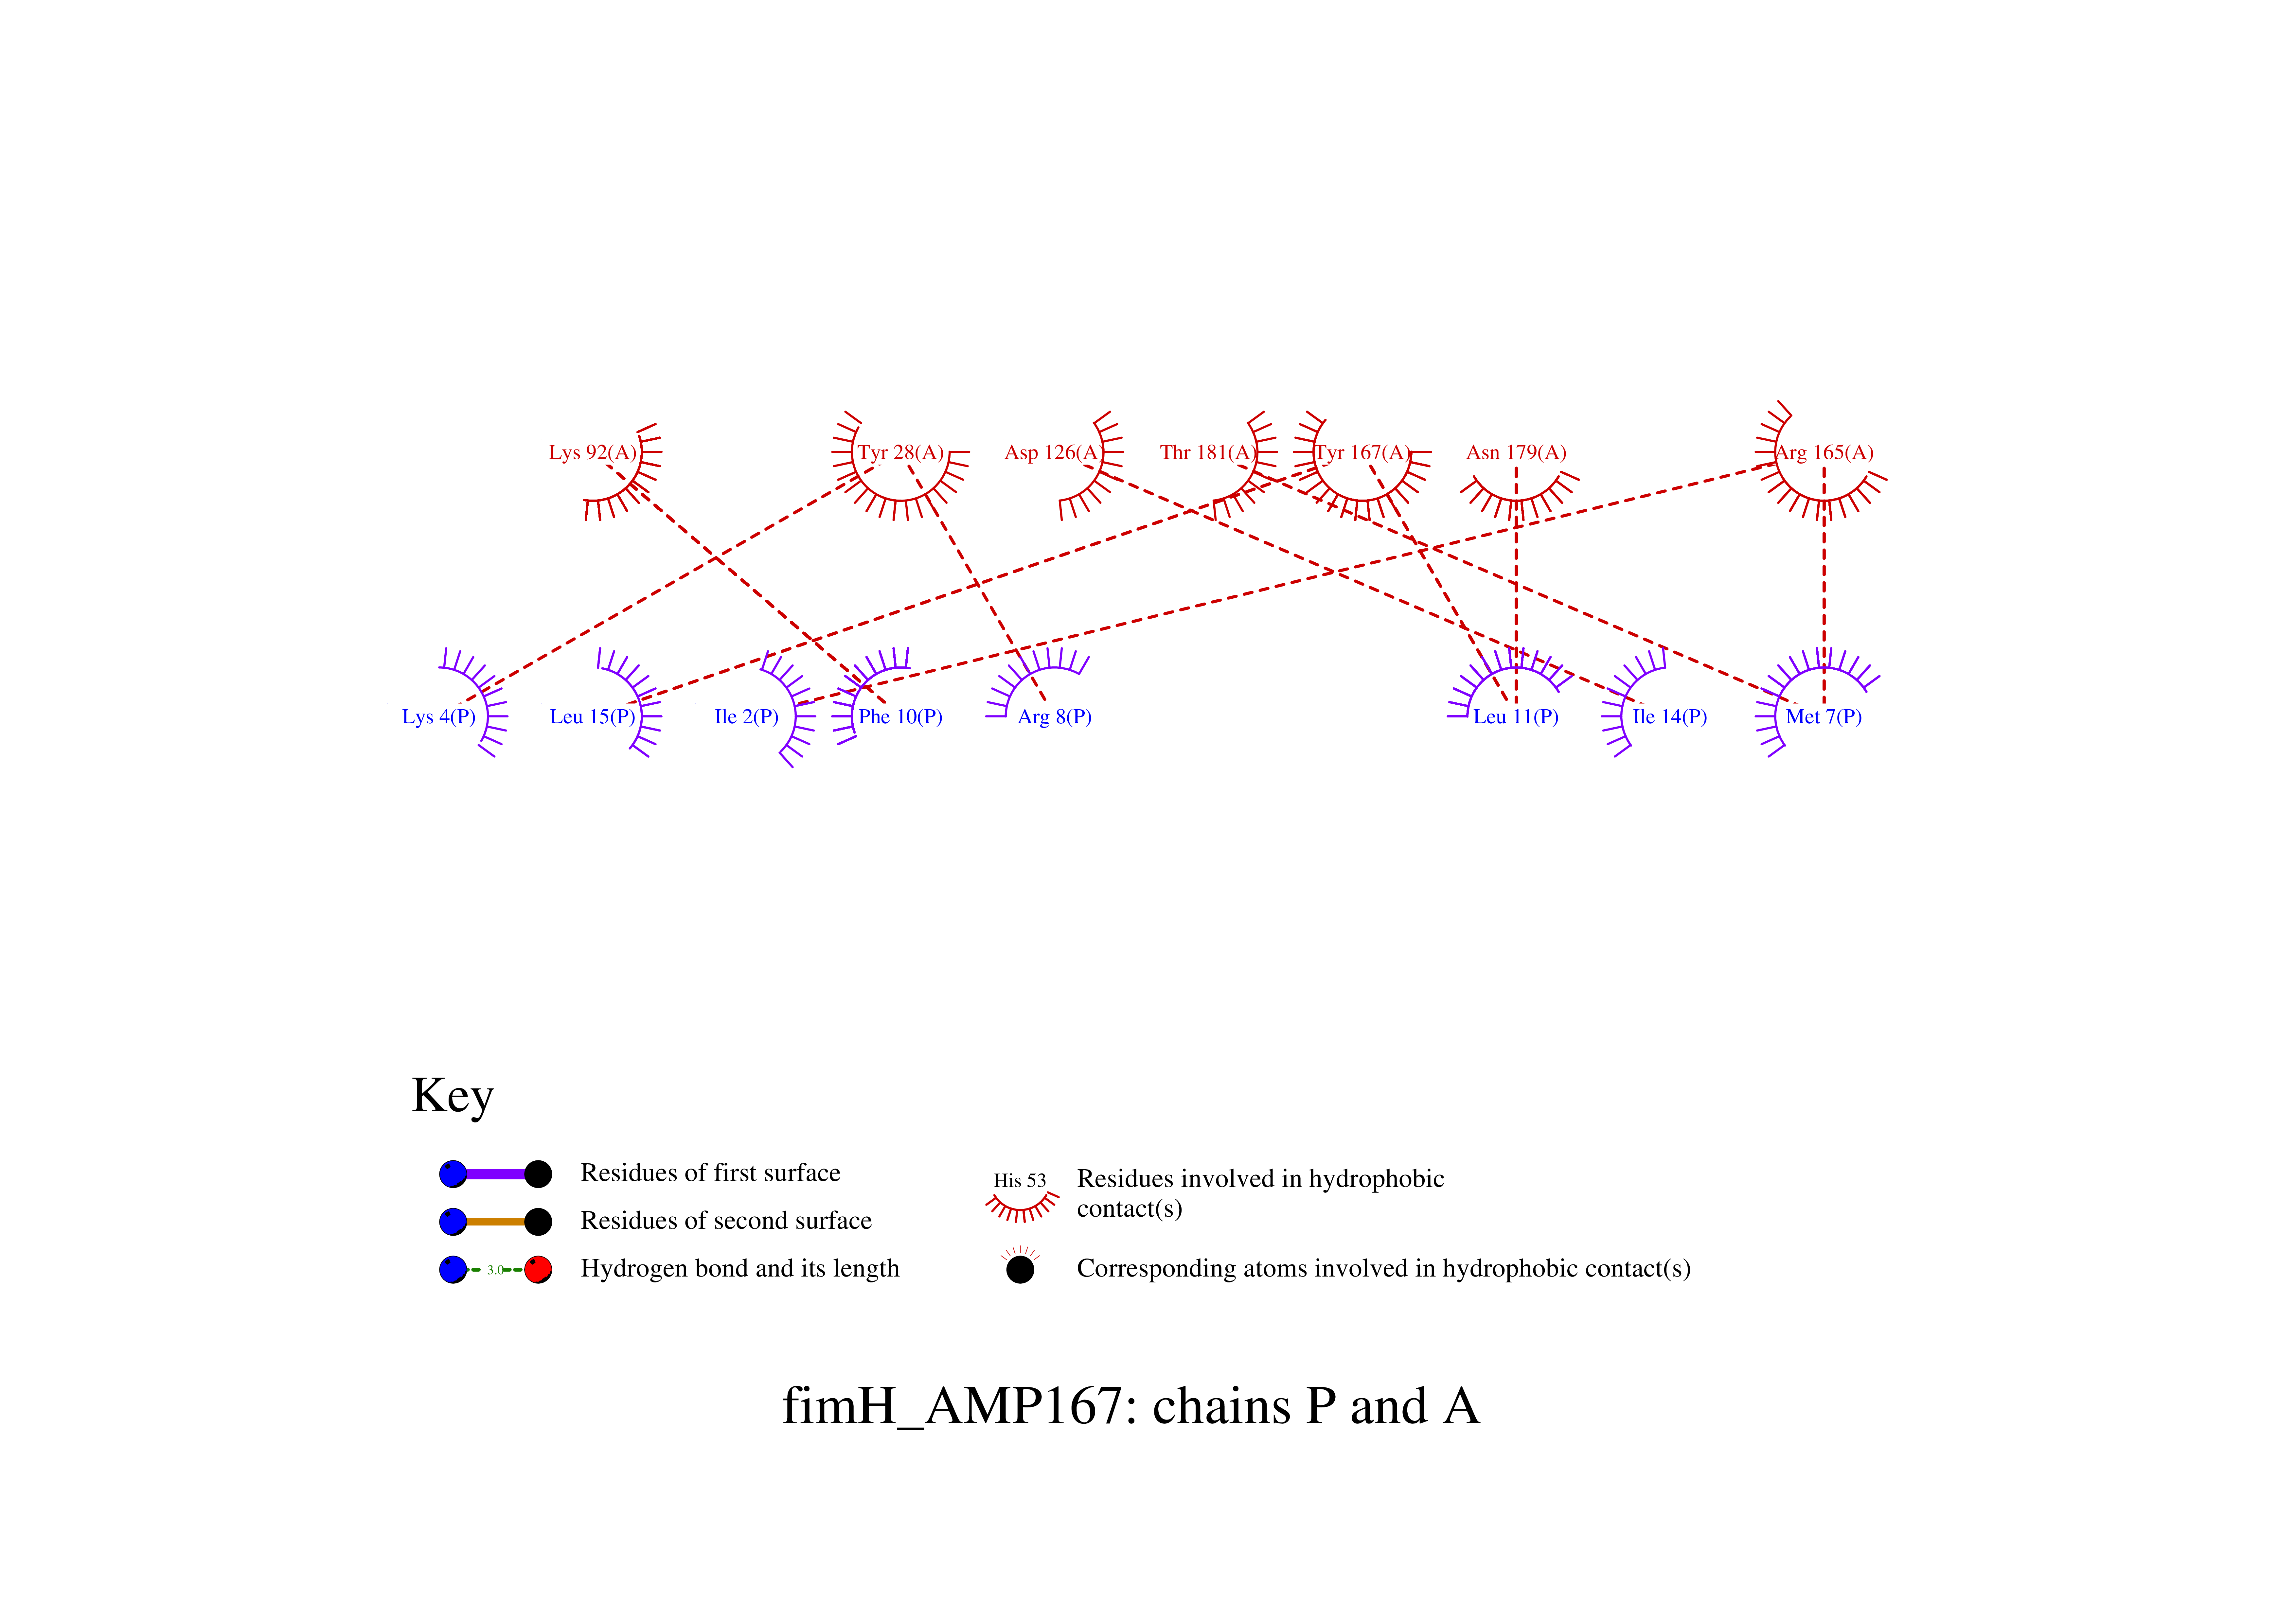 Lys 92(A) Tyr 28(A) Asp 126(A) Thr 181(A) Tyr 167(A) Asn 179(A) Arg 165(A)
Lys 4(P) Leu 15(P) Ile 2(P) Phe 10(P) Arg 8(P) Leu 11(P) Ile 14(P) Met 7(P)
Key
Residues of first surface
Residues of second surface
3.0 Hydrogen bond and its length
His 53 Residues involved in hydrophobic
contact(s)
Corresponding atoms involved in hydrophobic contact(s)
fimH_AMP167: chains P and A